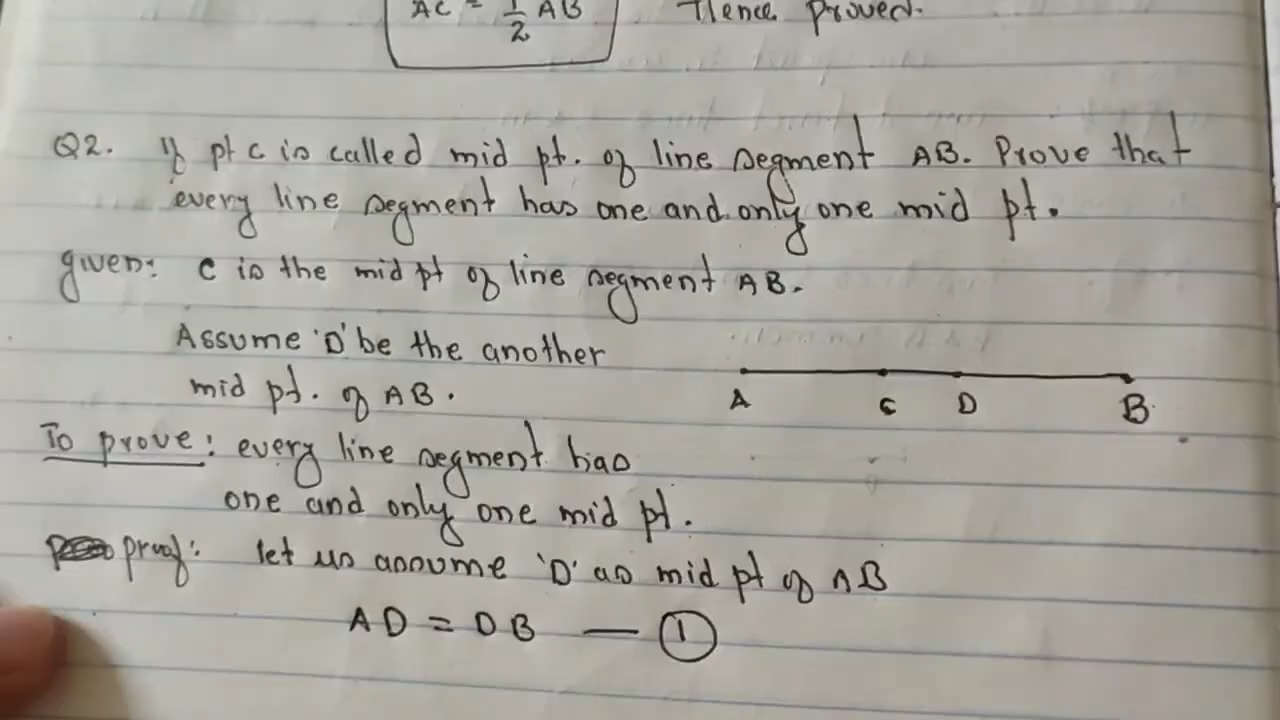 AC = 1/2 AB Hence Proved.
Q2. If pt C is called mid pt. of line segment AB. Prove that
every line segment has one and only one mid pt.
given: C is the mid pt of line segment AB.
Assume 'D' be the another
mid pt. of AB.
A C D B
To prove: every line segment has
one and only one mid pt.
proof: let us assume 'D' as mid pt of AB
AD = DB — ①